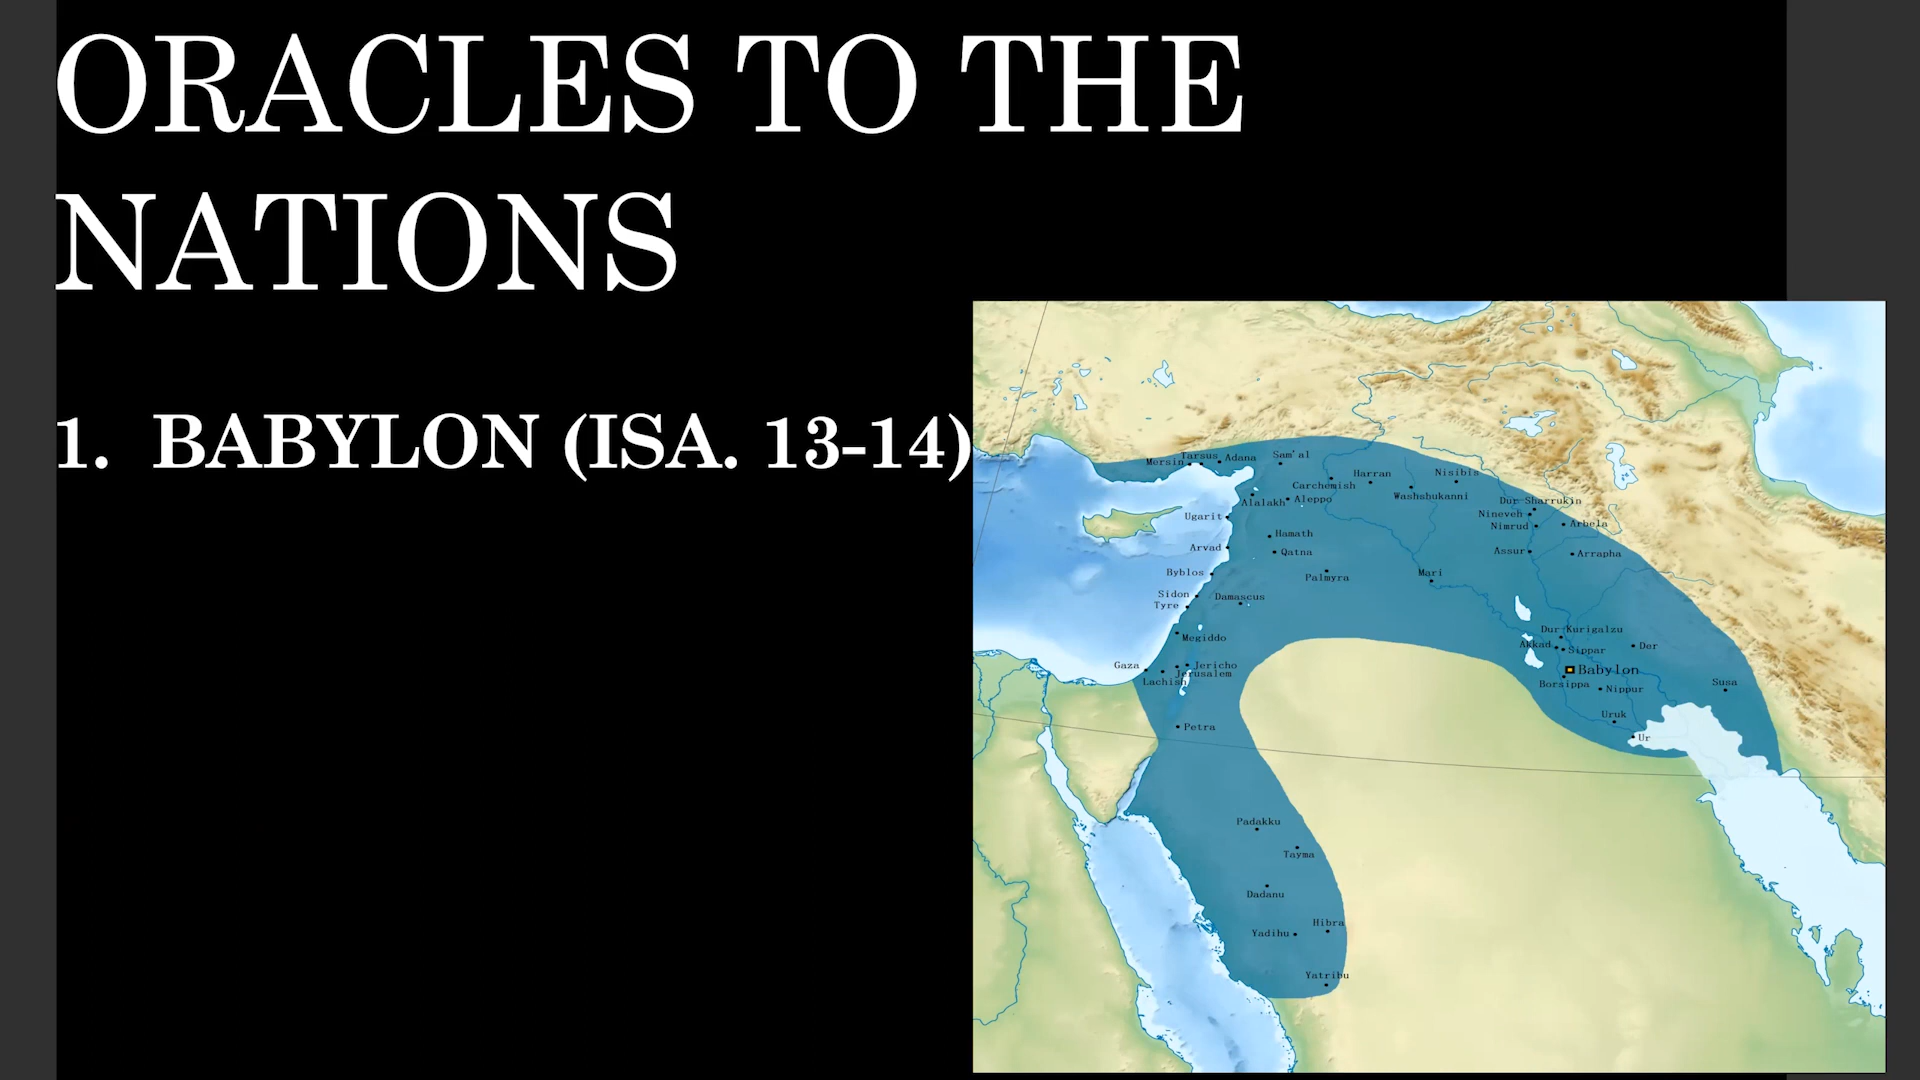 ORACLES TO THE
NATIONS
1. BABYLON (ISA. 13-14)
Mersin
Tarsus
Adana
Sam'al
Carchemish
Harran
Washshukanni
Nisibis
Alalakh
Aleppo
Dur Sharrukin
Nineveh
Nimrud
Arbela
Ugarit
Hamath
Arvad
Qatna
Assur
Arrapha
Byblos
Palmyra
Mari
Sidon
Tyre
Damascus
Megiddo
Dur Kurigalzu
Akkad
Sippar
Der
Gaza
Jericho
Jerusalem
Lachish
Babylon
Borsippa
Nippur
Susa
Uruk
Petra
Ur
Padakku
Tayma
Dadanu
Hibra
Yadihu
Yatribu